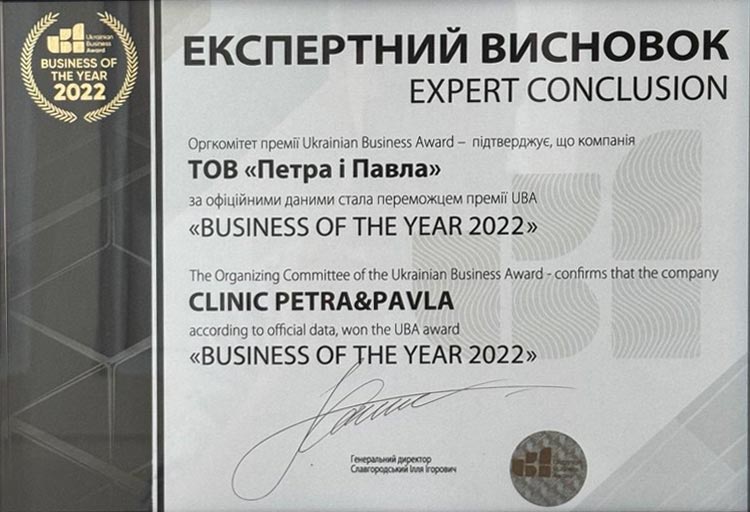 Ukrainian
Business
Award
BUSINESS OF
THE YEAR
2022
ЕКСПЕРТНИЙ ВИСНОВОК
EXPERT CONCLUSION
Оргкомітет премії Ukrainian Business Award – підтверджує, що компанія
ТОВ «Петра і Павла»
за офіційними даними стала переможцем премії UBA
«BUSINESS OF THE YEAR 2022»
The Organizing Committee of the Ukrainian Business Award - confirms that the company
CLINIC PETRA&PAVLA
according to official data, won the UBA award
«BUSINESS OF THE YEAR 2022»
Генеральний директор
Славгородський Ілля Ігорович